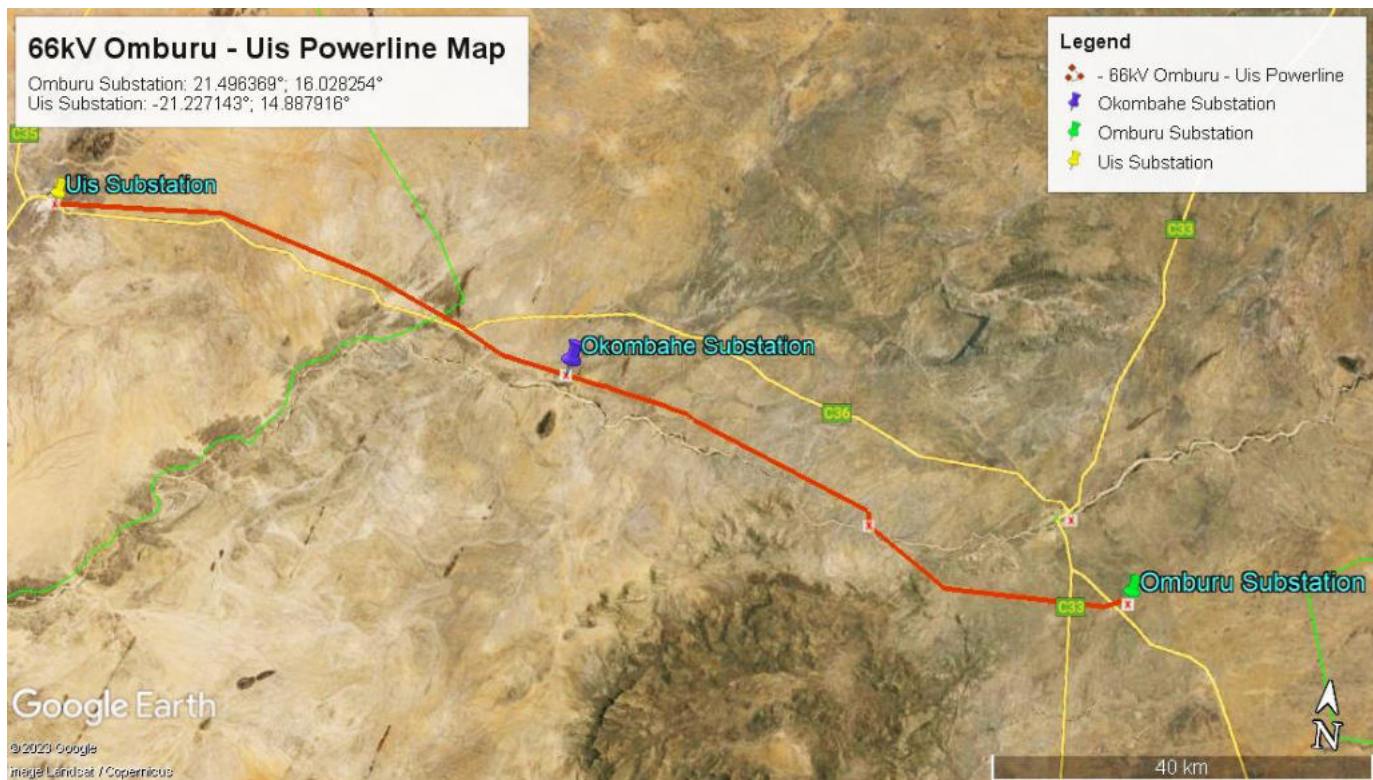 66kV Omburu - Uis Powerline Map
Omburu Substation: 21.496369°; 16.028254°
Uis Substation: -21.227143°; 14.887916°
Legend
- 66kV Omburu - Uis Powerline
Okombahe Substation
Omburu Substation
Uis Substation
C35
Uis Substation
C33
Okombahe Substation
C36
Omburu Substation
C33
Google Earth
©2023 Google
Image Landsat / Copernicus
N
40 km